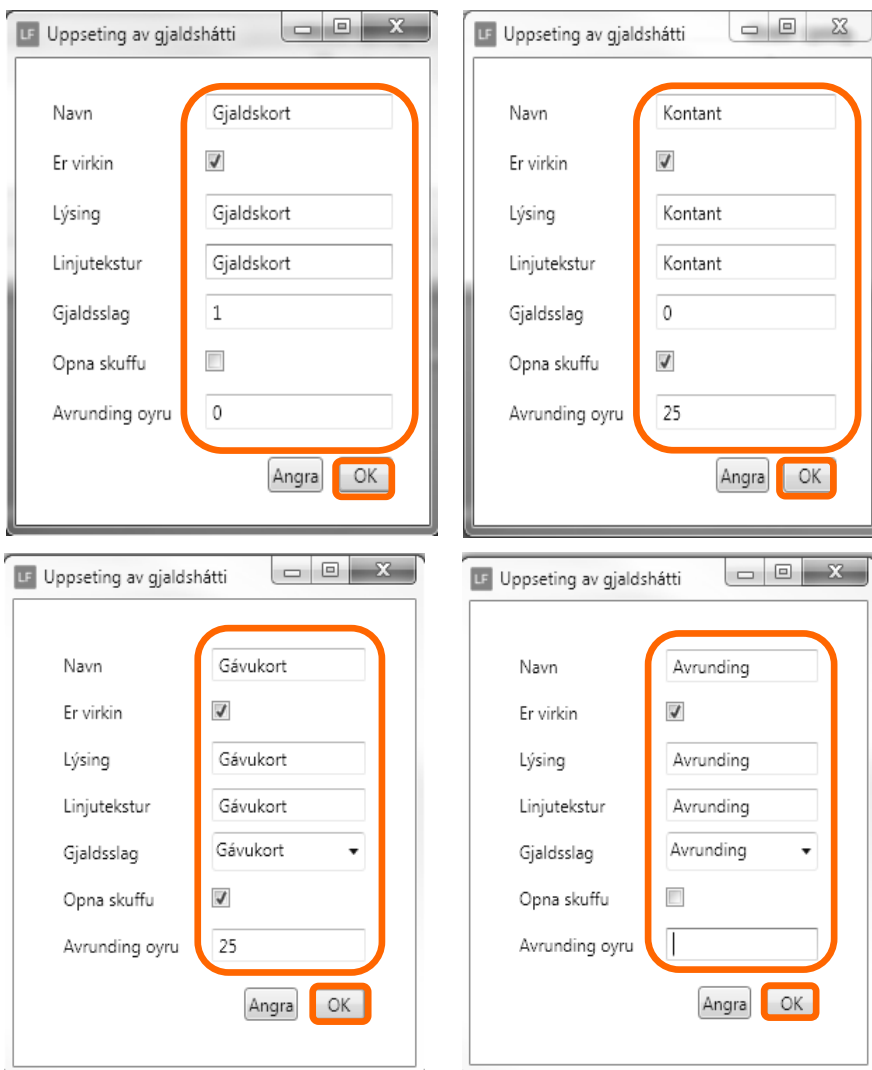 LF Uppseting av gjaldshátti
Navn Gjaldskort
Er virkin
Lýsing Gjaldskort
Linjutekstur Gjaldskort
Gjaldsslag 1
Opna skuffu
Avrunding oyru 0
Angra OK
LF Uppseting av gjaldshátti
Navn Kontant
Er virkin
Lýsing Kontant
Linjutekstur Kontant
Gjaldsslag 0
Opna skuffu
Avrunding oyru 25
Angra OK
LF Uppseting av gjaldshátti
Navn Gávukort
Er virkin
Lýsing Gávukort
Linjutekstur Gávukort
Gjaldsslag Gávukort
Opna skuffu
Avrunding oyru 25
Angra OK
LF Uppseting av gjaldshátti
Navn Avrunding
Er virkin
Lýsing Avrunding
Linjutekstur Avrunding
Gjaldsslag Avrunding
Opna skuffu
Avrunding oyru
Angra OK